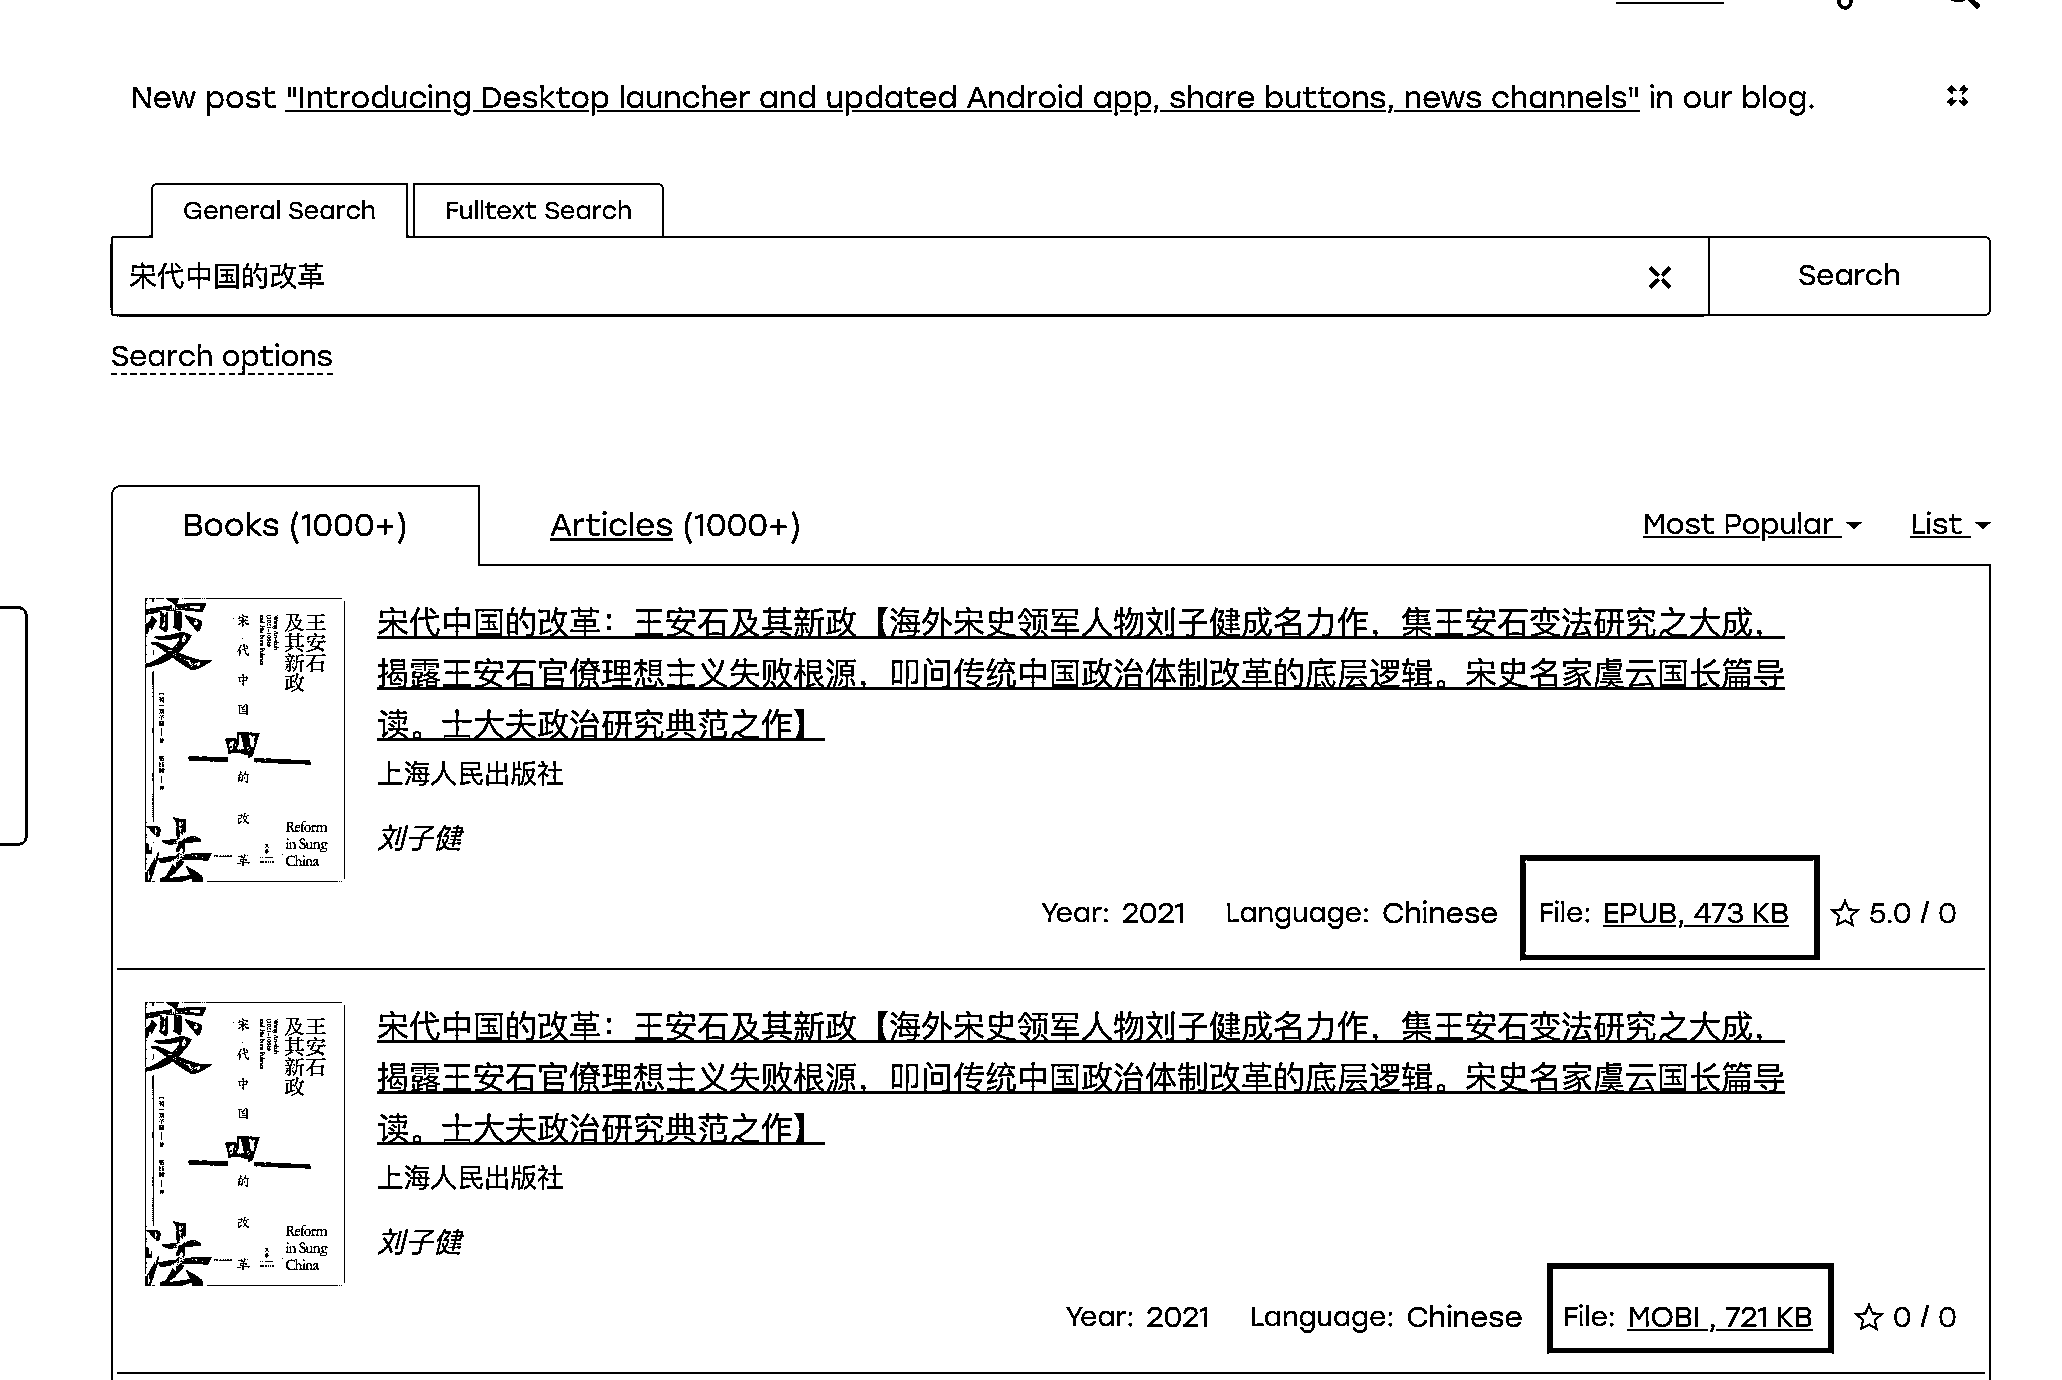 New post "Introducing Desktop launcher and updated Android app, share buttons, news channels" in our blog.
General Search
Fulltext Search
宋代中国的改革
Search
Search options
Books (1000+)
Articles (1000+)
Most Popular
List
变法
王安石
及其新政
宋·代中国的改革
Reform
in Sung
China
宋代中国的改革：王安石及其新政【海外宋史领军人物刘子健成名力作，集王安石变法研究之大成，
揭露王安石官僚理想主义失败根源，叩问传统中国政治体制改革的底层逻辑。宋史名家虞云国长篇导
读。士大夫政治研究典范之作】
上海人民出版社
刘子健
Year: 2021 Language: Chinese File: EPUB, 473 KB 5.0 / 0
变法
王安石
及其新政
宋·代中国的改革
Reform
in Sung
China
宋代中国的改革：王安石及其新政【海外宋史领军人物刘子健成名力作，集王安石变法研究之大成，
揭露王安石官僚理想主义失败根源，叩问传统中国政治体制改革的底层逻辑。宋史名家虞云国长篇导
读。士大夫政治研究典范之作】
上海人民出版社
刘子健
Year: 2021 Language: Chinese File: MOBI , 721 KB 0 / 0